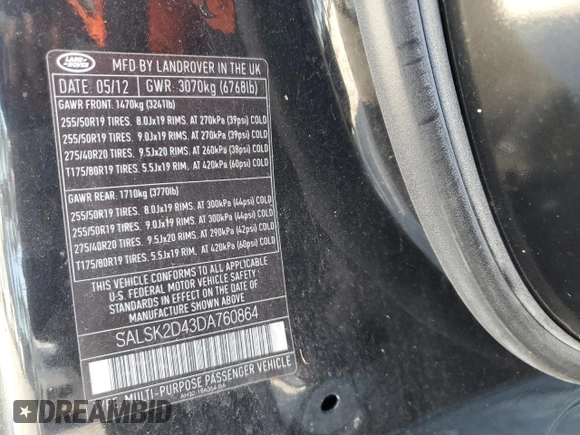 LAND
ROVER
MFD BY LANDROVER IN THE UK
DATE: 05/12 GWR: 3070kg (6768lb)
GAWR FRONT: 1470kg (3241lb)
255/50R19 TIRES. 8.0Jx19 RIMS. AT 270kPa (39psi) COLD
255/50R19 TIRES. 9.0Jx19 RIMS. AT 270kPa (39psi) COLD
275/40R20 TIRES. 9.5Jx20 RIMS. AT 260kPa (38psi) COLD
T175/80R19 TIRES. 5.5Jx19 RIM. AT 420kPa (60psi) COLD
GAWR REAR: 1710kg (3770lb)
255/50R19 TIRES. 8.0Jx19 RIMS. AT 300kPa (44psi) COLD
255/50R19 TIRES. 9.0Jx19 RIMS. AT 300kPa (44psi) COLD
275/40R20 TIRES. 9.5Jx20 RIMS. AT 290kPa (42psi) COLD
T175/80R19 TIRES. 5.5Jx19 RIM. AT 420kPa (60psi) COLD
THIS VEHICLE CONFORMS TO ALL APPLICABLE
U.S. FEDERAL MOTOR VEHICLE SAFETY
STANDARDS IN EFFECT ON THE DATE OF
MANUFACTURE SHOWN ABOVE
SALSK2D43DA760864
MULTI-PURPOSE PASSENGER VEHICLE
DREAMBID